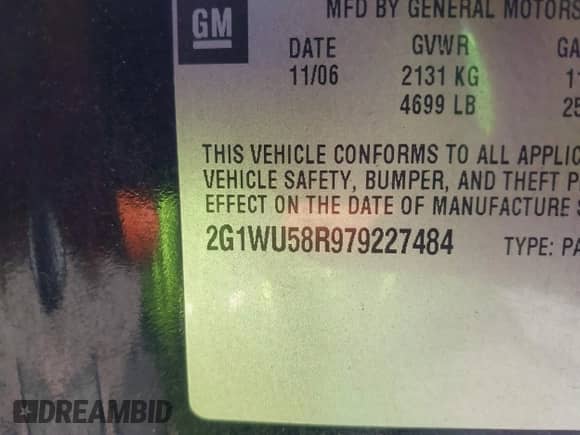 GM
MFD BY GENERAL MOTORS
DATE GVWR
11/06 2131 KG
4699 LB
THIS VEHICLE CONFORMS TO ALL
VEHICLE SAFETY, BUMPER, AND THEFT
EFFECT ON THE DATE OF MANUFACTURE
2G1WU58R979227484 TYPE:
DREAMBID